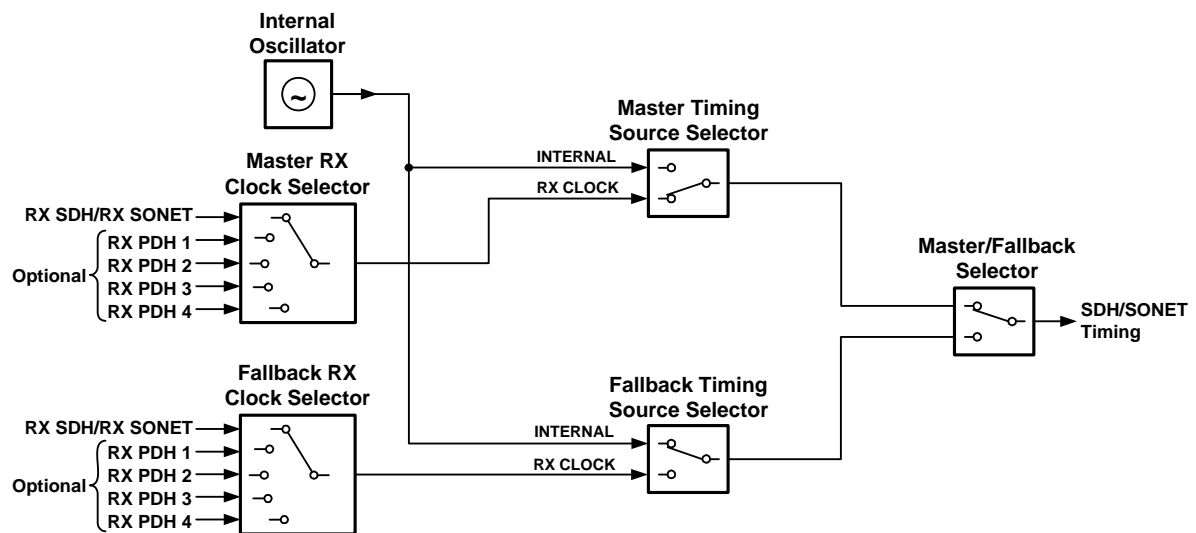 Internal
Oscillator
~
Master Timing
Source Selector
INTERNAL
RX CLOCK
Master RX
Clock Selector
RX SDH/RX SONET
RX PDH 1
RX PDH 2
RX PDH 3
RX PDH 4
Optional
Master/Fallback
Selector
SDH/SONET
Timing
Fallback RX
Clock Selector
RX SDH/RX SONET
RX PDH 1
RX PDH 2
RX PDH 3
RX PDH 4
Optional
Fallback Timing
Source Selector
INTERNAL
RX CLOCK